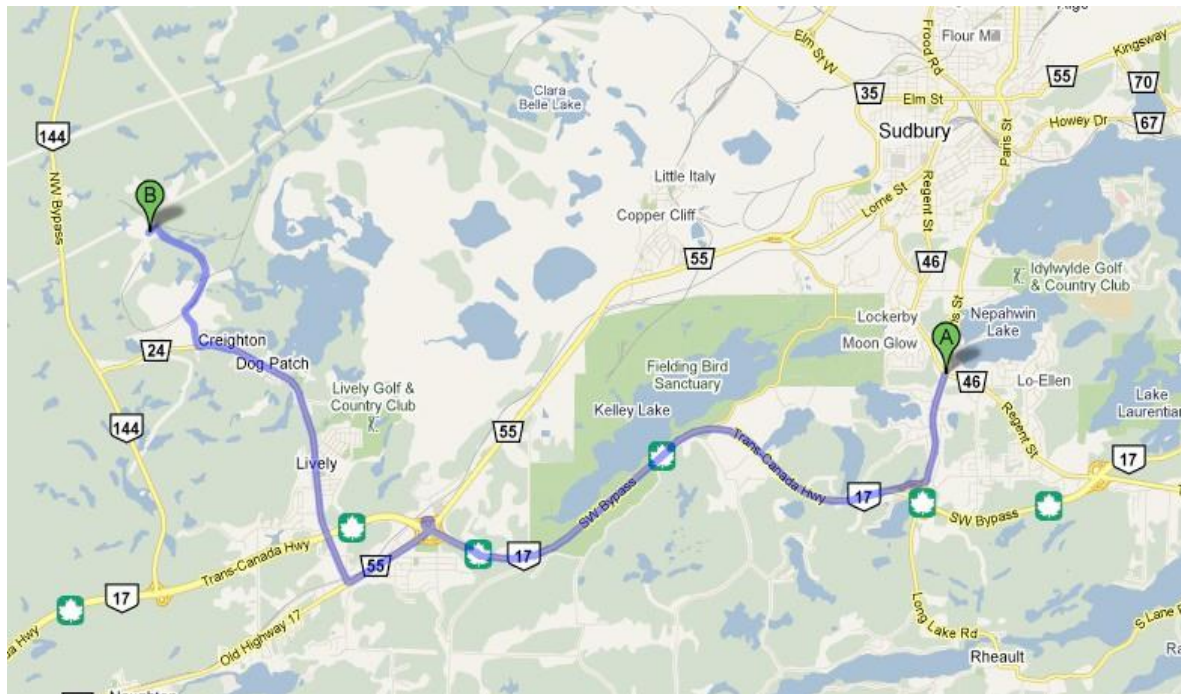 Frood Rd
Flour Mill
Kingsway
Elm St W
55
70
Clara
Belle Lake
35
Elm St
Howey Dr
67
144
Sudbury
Paris St
NW Bypass
Little Italy
Regent St
Lorne St
B
Copper Cliff
55
46
Idylwylde Golf
& Country Club
Lockerby
Nepahwin
Lake
A
Creighton
24
Moon Glow
Dog Patch
Fielding Bird
Sanctuary
46
Lo-Ellen
Lively Golf &
Country Club
Kelley Lake
Lake
Laurentian
144
55
Regent St
Trans-Canada Hwy
Lively
17
17
SW Bypass
SW Bypass
17
55
Trans-Canada Hwy
17
Old Highway 17
Long Lake Rd
S Lane
Rheault